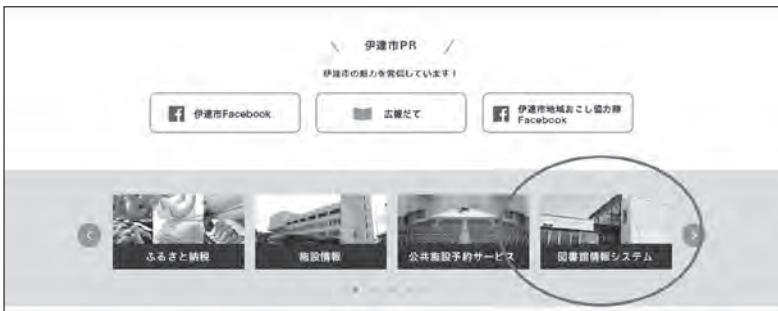 伊達市PR
伊達市の魅力を発信しています！
伊達市Facebook
広報だて
伊達市地域おこし協力隊
Facebook
ふるさと納税
施設情報
公共施設予約サービス
図書館情報システム